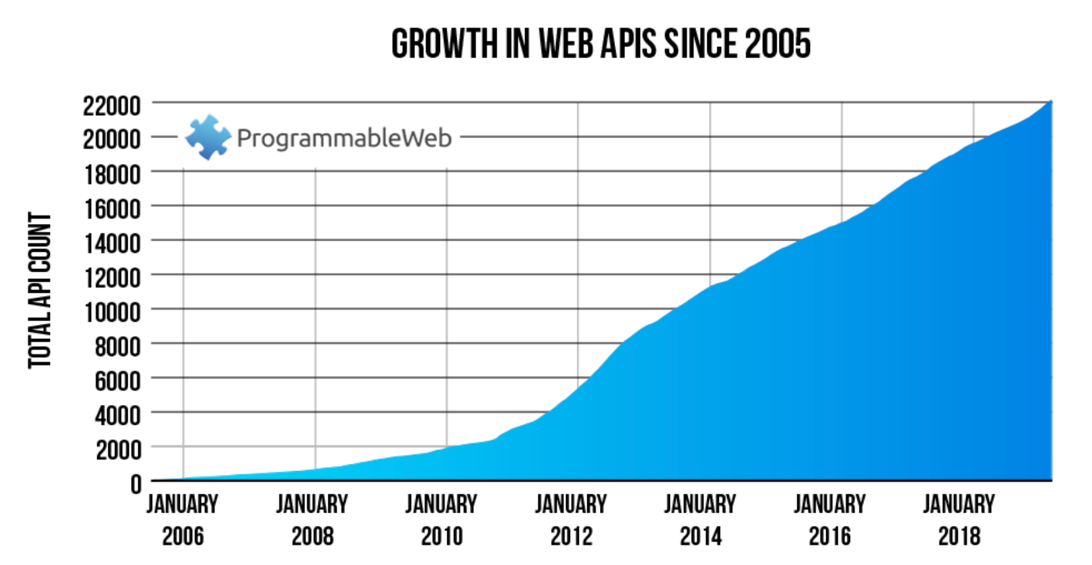 GROWTH IN WEB APIS SINCE 2005
22000
ProgrammableWeb
20000
18000
16000
14000
12000
10000
8000
6000
4000
2000
0
TOTAL API COUNT
JANUARY 2006
JANUARY 2008
JANUARY 2010
JANUARY 2012
JANUARY 2014
JANUARY 2016
JANUARY 2018